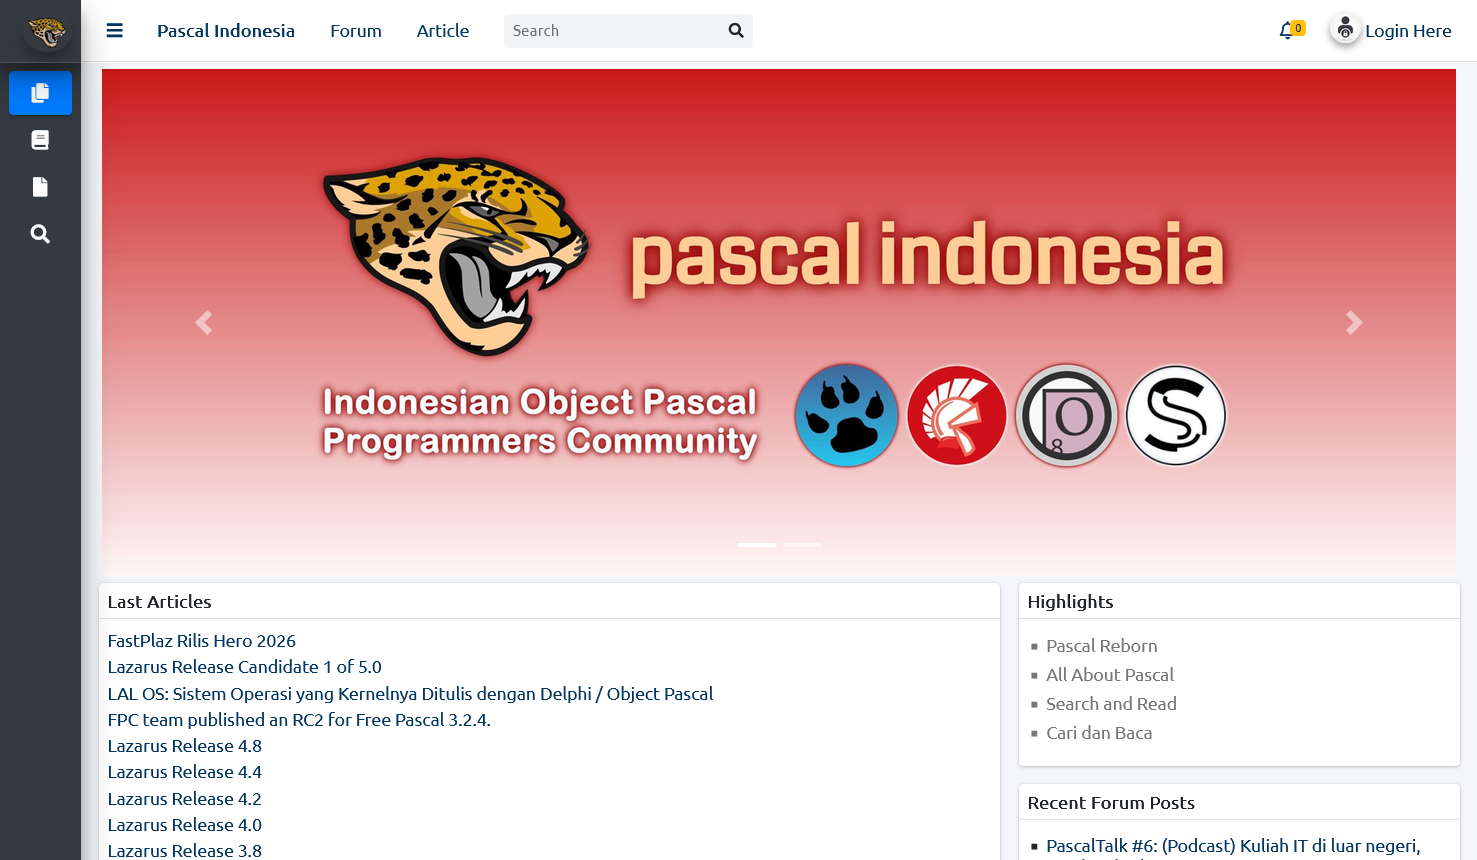 Pascal Indonesia
Forum
Article
Search
0
Login Here
pascal indonesia
Indonesian Object Pascal
Programmers Community
8
D
S
Last Articles
FastPlaz Rilis Hero 2026
Lazarus Release Candidate 1 of 5.0
LAL OS: Sistem Operasi yang Kernelnya Ditulis dengan Delphi / Object Pascal
FPC team published an RC2 for Free Pascal 3.2.4.
Lazarus Release 4.8
Lazarus Release 4.4
Lazarus Release 4.2
Lazarus Release 4.0
Lazarus Release 3.8
Highlights
Pascal Reborn
All About Pascal
Search and Read
Cari dan Baca
Recent Forum Posts
PascalTalk #6: (Podcast) Kuliah IT di luar negeri,